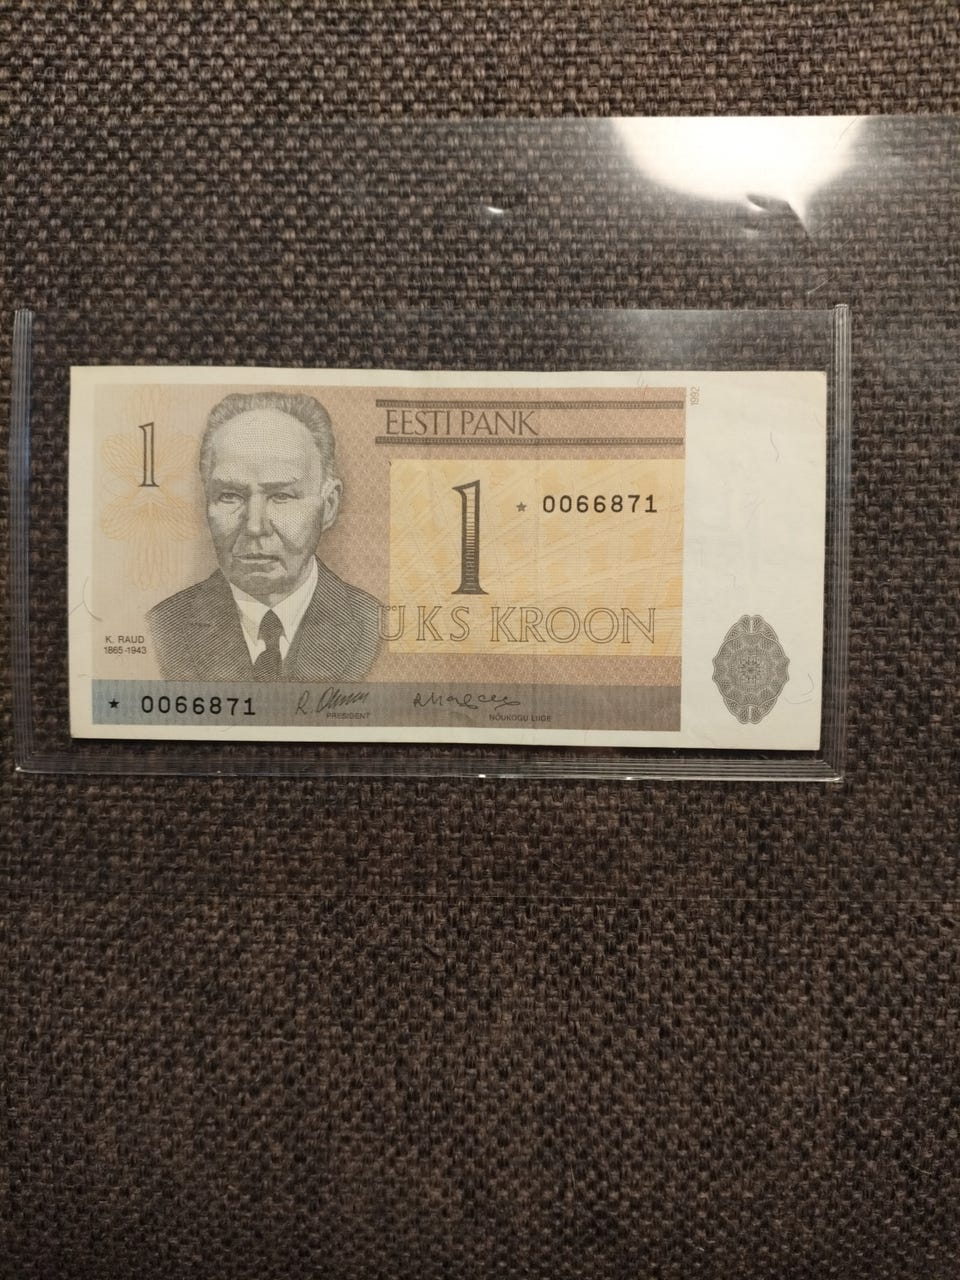 1
EESTI PANK
1992
1
★ 0066871
ÜKS KROON
K. RAUD
1865-1943
★ 0066871
PRESIDENT
NÕUKOGU LIIGE